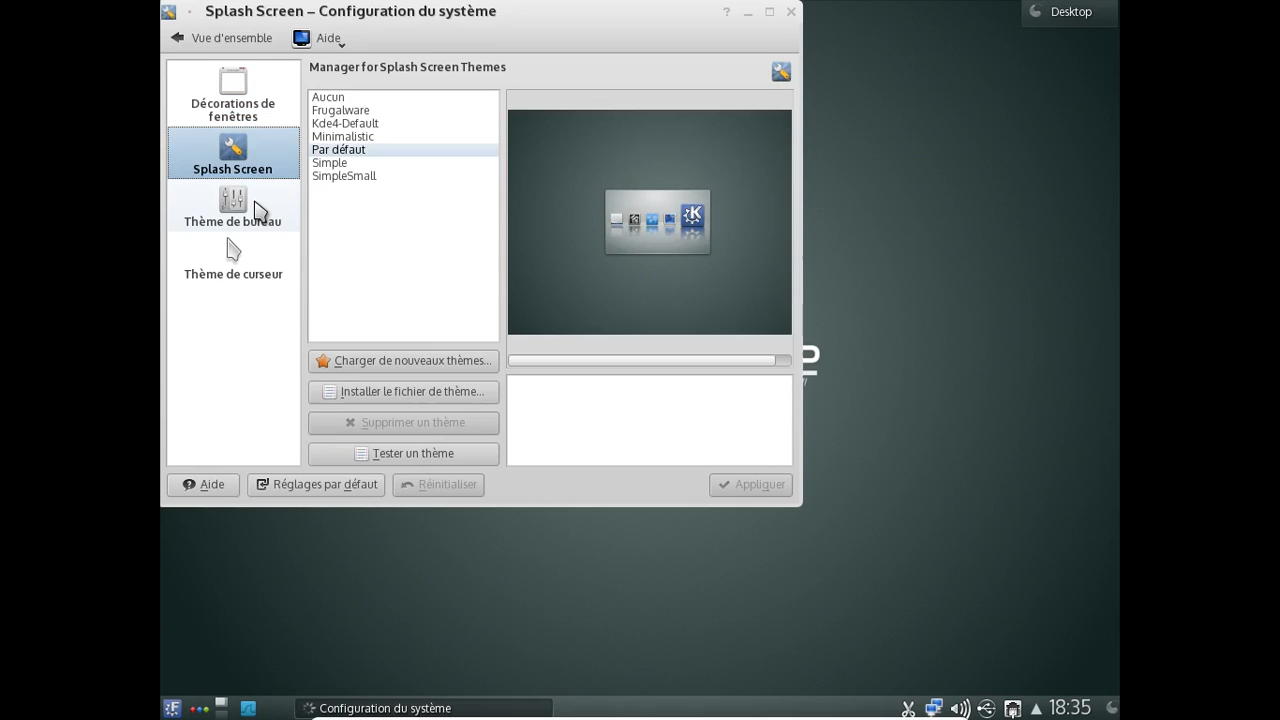 Splash Screen – Configuration du système
Desktop
Vue d'ensemble
Aide
Manager for Splash Screen Themes
Décorations de
fenêtres
Splash Screen
Thème de bureau
Thème de curseur
Aucun
Frugalware
Kde4-Default
Minimalistic
Par défaut
Simple
SimpleSmall
Charger de nouveaux thèmes...
Installer le fichier de thème...
Supprimer un thème
Tester un thème
Aide
Réglages par défaut
Réinitialiser
Appliquer
Configuration du système
18:35